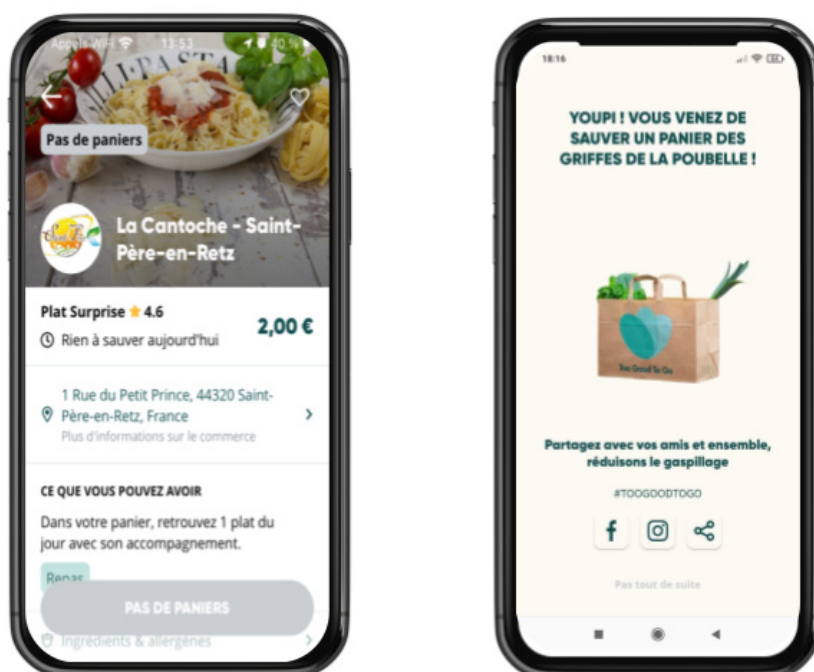 Appels WiFi 13:53 40 %
PASTA
Pas de paniers
La Cantoche - Saint-
Père-en-Retz
Plat Surprise ★ 4.6
2,00 €
Rien à sauver aujourd'hui
1 Rue du Petit Prince, 44320 Saint-
Père-en-Retz, France
Plus d'informations sur le commerce
CE QUE VOUS POUVEZ AVOIR
Dans votre panier, retrouvez 1 plat du
jour avec son accompagnement.
Repas
PAS DE PANIERS
Ingrédients & allergènes
18:16
YOUPI ! VOUS VENEZ DE
SAUVER UN PANIER DES
GRIFFES DE LA POUBELLE !
Too Good To Go
Partagez avec vos amis et ensemble,
réduisons le gaspillage
#TOOGOODTOGO
Pas tout de suite